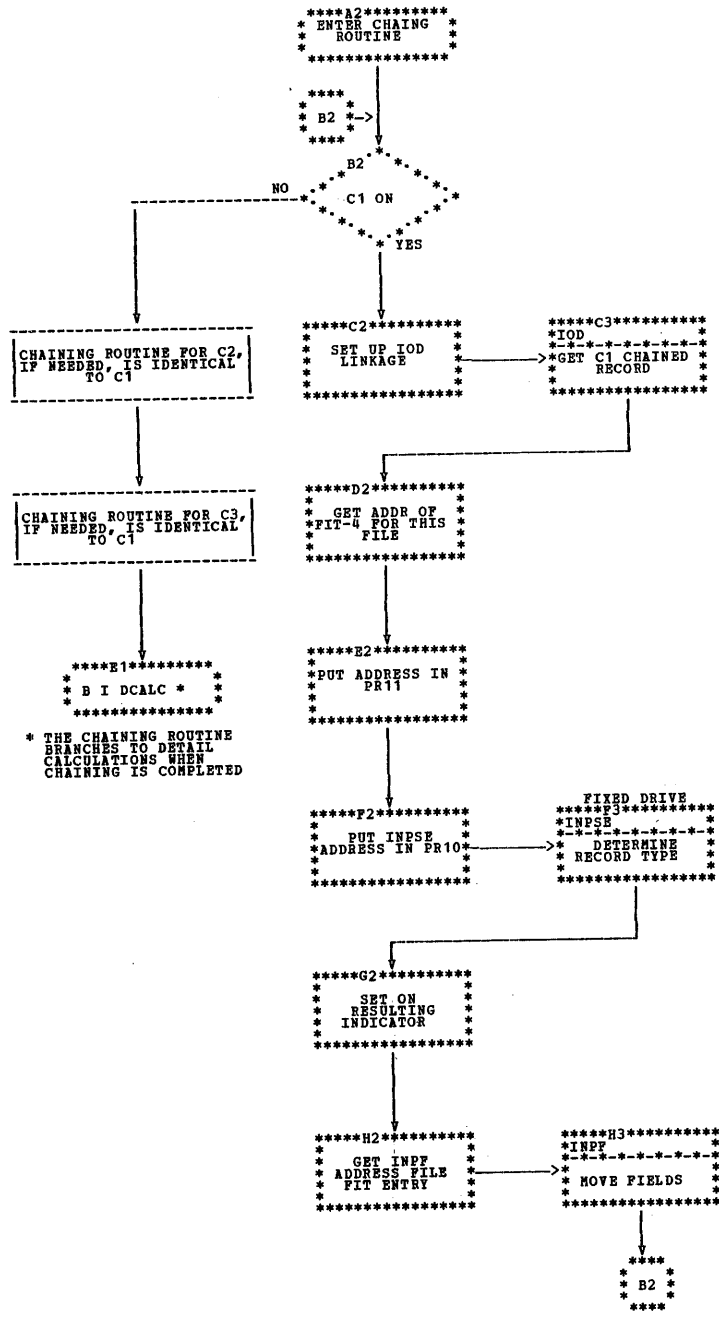 ****A2*********
ENTER CHAING
ROUTINE
B2
B2
NO
C1 ON
YES
*****C2**********
SET UP IOD
LINKAGE
*****C3**********
*IOD
*-*-*-*-*-*-*-*-*
*GET C1 CHAINED
RECORD
CHAINING ROUTINE FOR C2,
IF NEEDED, IS IDENTICAL
TO C1
CHAINING ROUTINE FOR C3,
IF NEEDED, IS IDENTICAL
TO C1
*****D2**********
GET ADDR OF
*FIT-4 FOR THIS
FILE
****E1*********
B I DCALC *
* THE CHAINING ROUTINE
BRANCHES TO DETAIL
CALCULATIONS WHEN
CHAINING IS COMPLETED
*****E2**********
*PUT ADDRESS IN
PR11
*****F2**********
PUT INPSE
*ADDRESS IN PR10*
FIXED DRIVE
*****F3**********
*INPSE
*-*-*-*-*-*-*-*-*
DETERMINE
RECORD TYPE
*****G2**********
SET ON
RESULTING
INDICATOR
*****H2**********
GET INPF
ADDRESS FILE
FIT ENTRY
*****H3**********
*INPF
*-*-*-*-*-*-*-*-*
MOVE FIELDS
B2